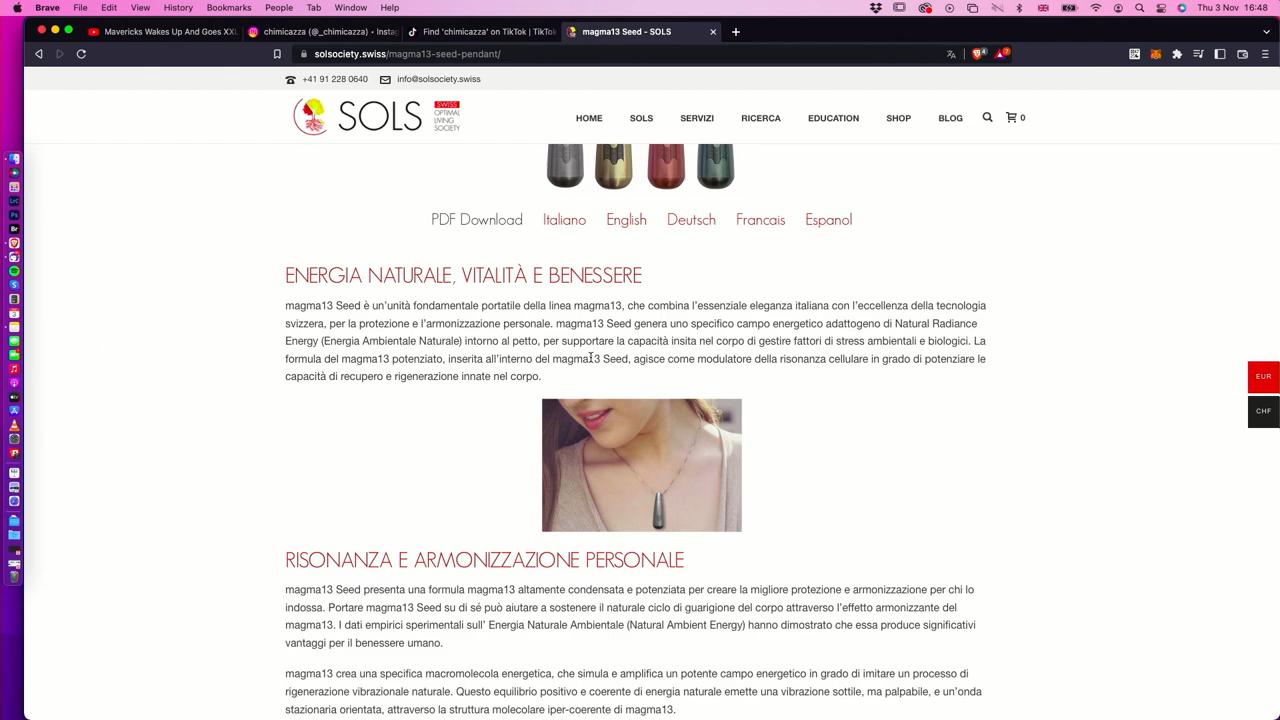 Brave File Edit View History Bookmarks People Tab Window Help Thu 3 Nov 16:48
Mavericks Wakes Up And Goes XX
chimicazza (@_chimicazza) • Insta
Find 'chimicazza' on TikTok | TikTok
magma13 Seed - SOLS
solsociety.swiss/magma13-seed-pendant/
+41 91 228 0640 info@solsociety.swiss
SOLS
SWISS
OPTIMAL
LIVING
SOCIETY
HOME SOLS SERVIZI RICERCA EDUCATION SHOP BLOG 0
PDF Download Italiano English Deutsch Francais Espanol
ENERGIA NATURALE, VITALITÀ E BENESSERE
magma13 Seed è un'unità fondamentale portatile della linea magma13, che combina l'essenziale eleganza italiana con l'eccellenza della tecnologia
svizzera, per la protezione e l'armonizzazione personale. magma13 Seed genera uno specifico campo energetico adattogeno di Natural Radiance
Energy (Energia Ambientale Naturale) intorno al petto, per supportare la capacità insita nel corpo di gestire fattori di stress ambientali e biologici. La
formula del magma13 potenziato, inserita all'interno del magma13 Seed, agisce come modulatore della risonanza cellulare in grado di potenziare le
capacità di recupero e rigenerazione innate nel corpo.
EUR
CHF
RISONANZA E ARMONIZZAZIONE PERSONALE
magma13 Seed presenta una formula magma13 altamente condensata e potenziata per creare la migliore protezione e armonizzazione per chi lo
indossa. Portare magma13 Seed su di sé può aiutare a sostenere il naturale ciclo di guarigione del corpo attraverso l'effetto armonizzante del
magma13. I dati empirici sperimentali sull' Energia Naturale Ambientale (Natural Ambient Energy) hanno dimostrato che essa produce significativi
vantaggi per il benessere umano.
magma13 crea una specifica macromolecola energetica, che simula e amplifica un potente campo energetico in grado di imitare un processo di
rigenerazione vibrazionale naturale. Questo equilibrio positivo e coerente di energia naturale emette una vibrazione sottile, ma palpabile, e un'onda
stazionaria orientata, attraverso la struttura molecolare iper-coerente di magma13.